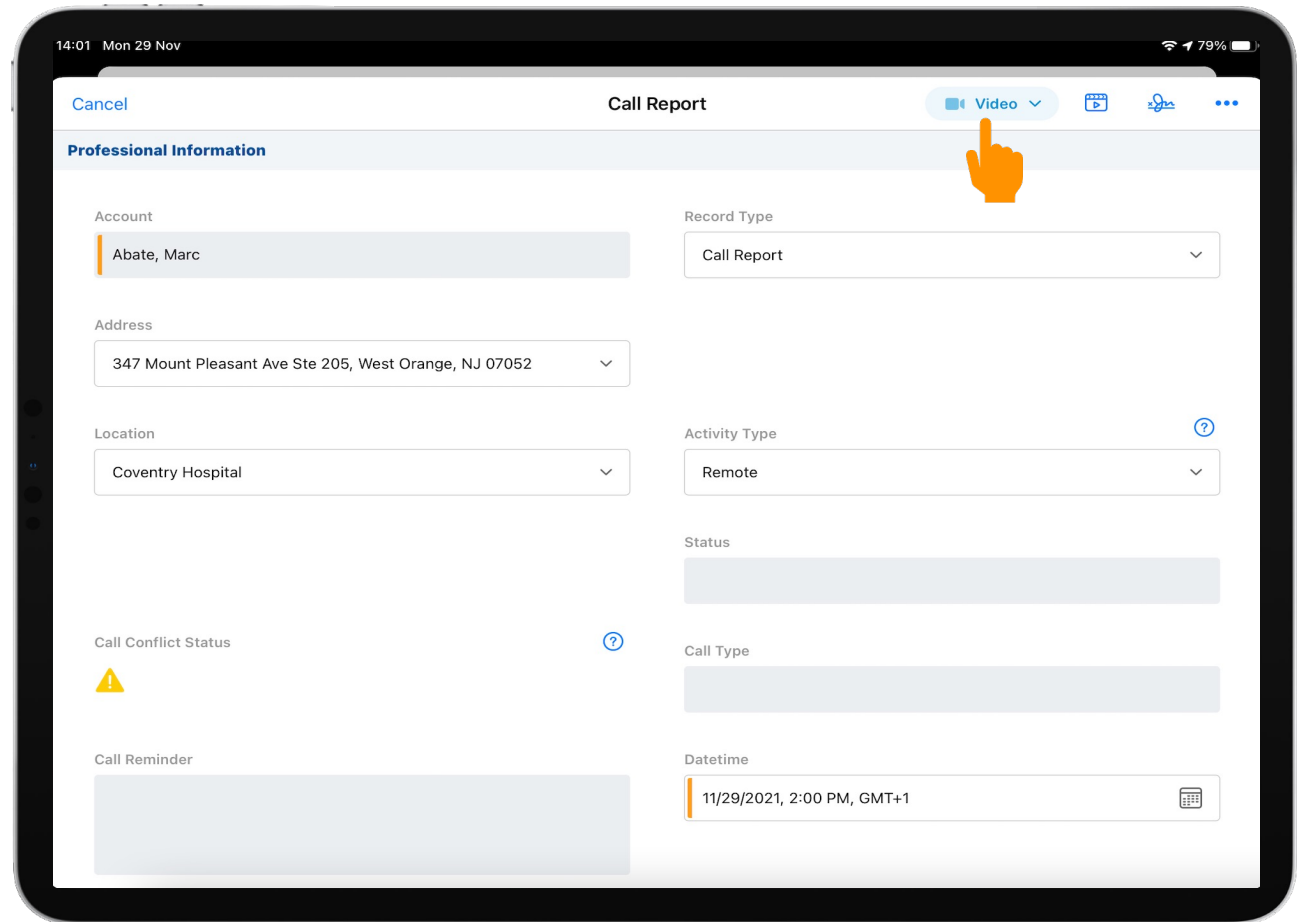 14:01 Mon 29 Nov
79%
Cancel
Call Report
Video
Professional Information
Account
Record Type
Abate, Marc
Call Report
Address
347 Mount Pleasant Ave Ste 205, West Orange, NJ 07052
Location
Activity Type
?
Coventry Hospital
Remote
Status
Call Conflict Status
?
Call Type
!
Call Reminder
Datetime
11/29/2021, 2:00 PM, GMT+1